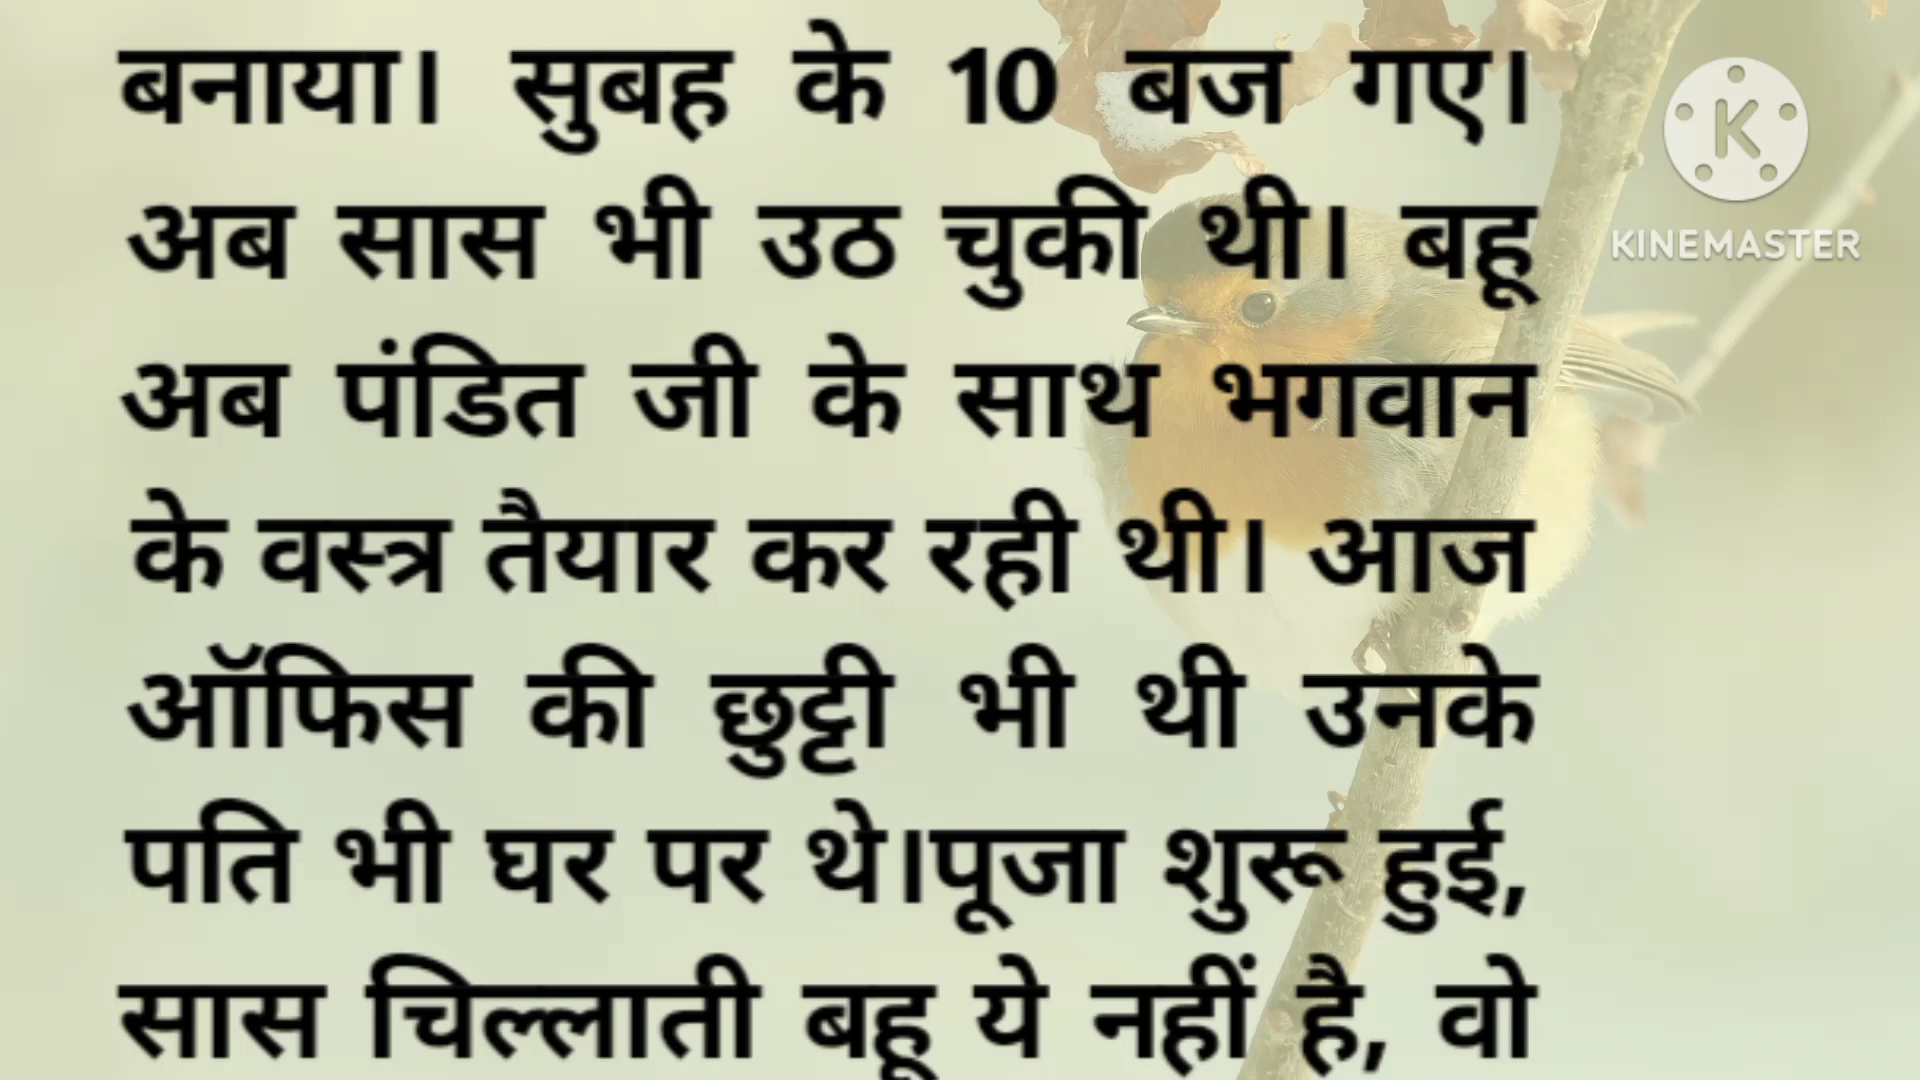 बनाया। सुबह के 10 बज गए।
अब सास भी उठ चुकी थी। बहू
अब पंडित जी के साथ भगवान
के वस्त्र तैयार कर रही थी। आज
ऑफिस की छुट्टी भी थी उनके
पति भी घर पर थे।पूजा शुरू हुई,
सास चिल्लाती बहू ये नहीं है, वो
K
KINEMASTER